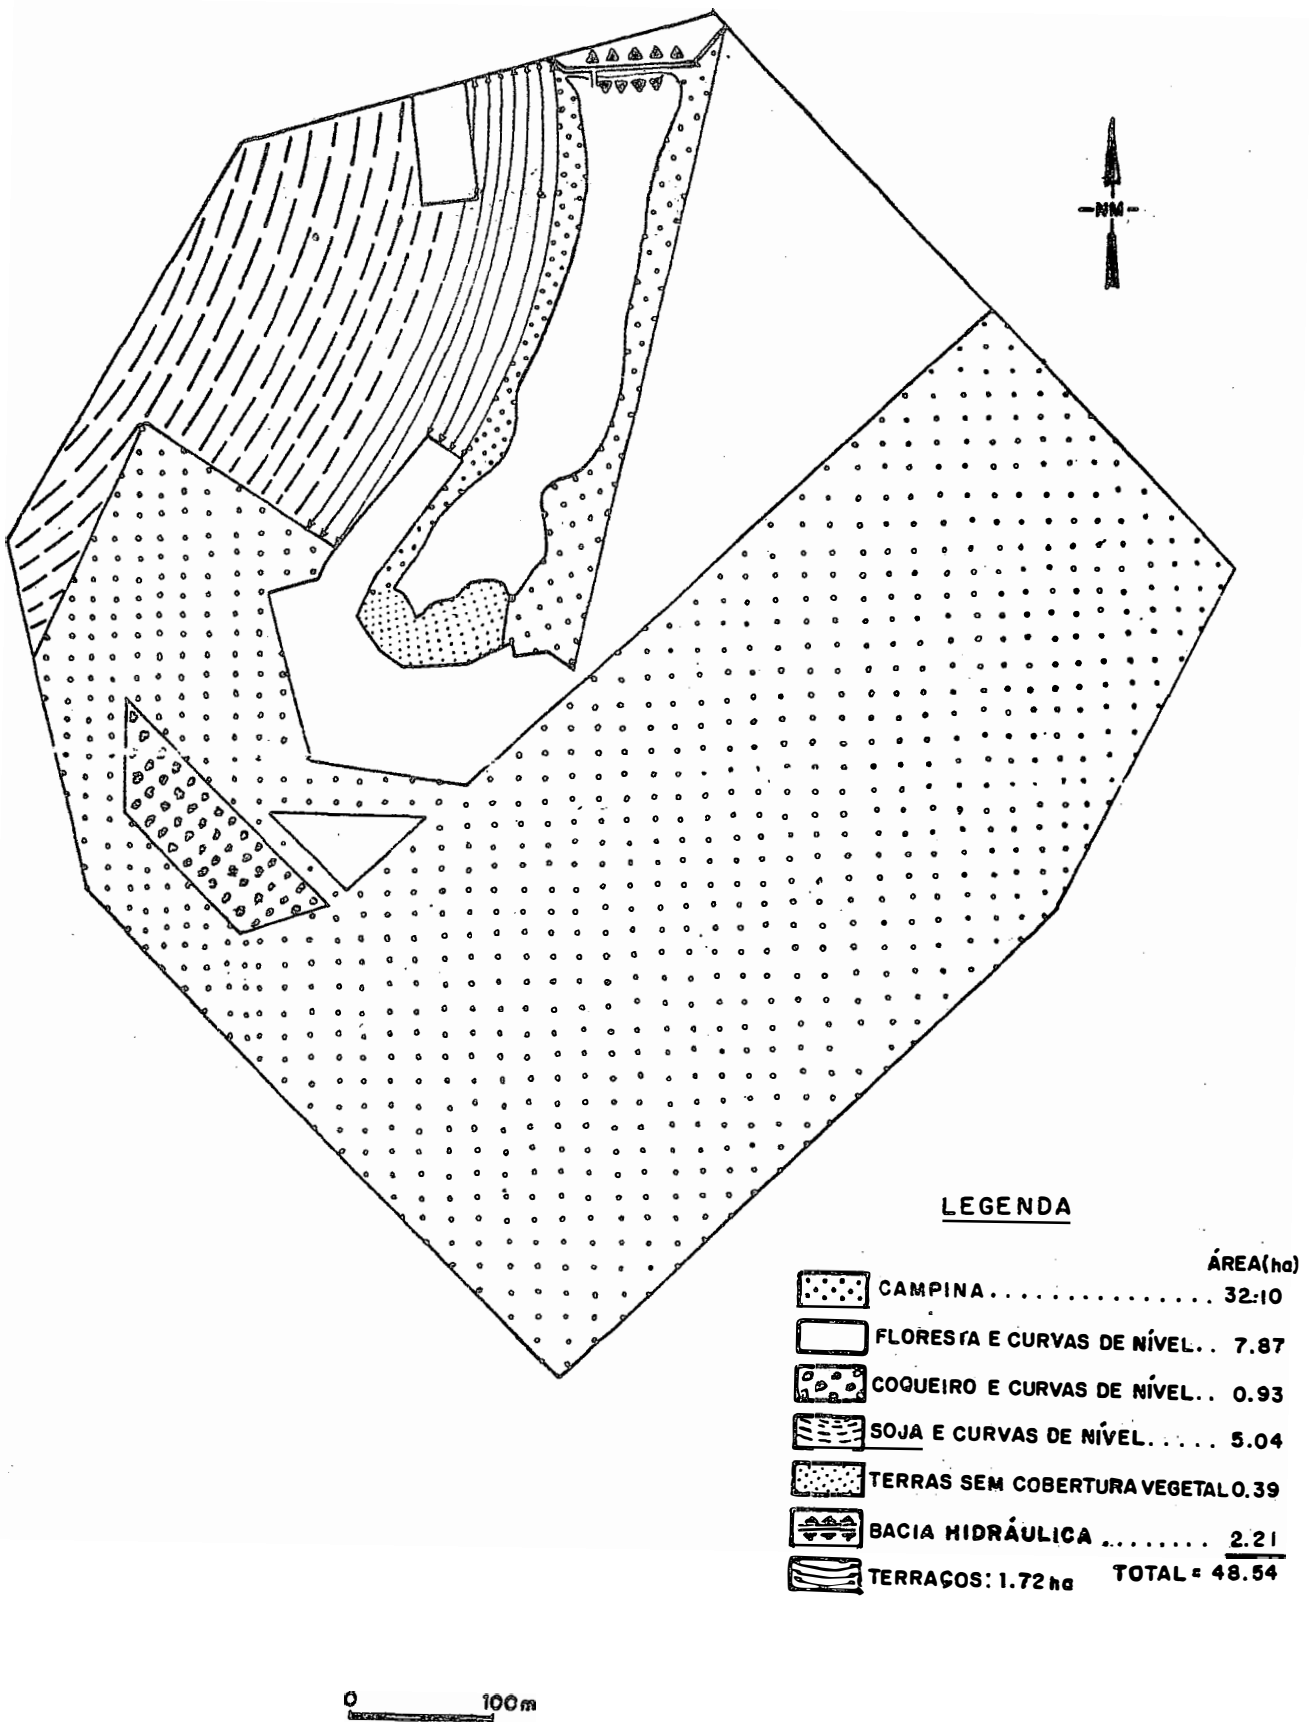 NM
LEGENDA
ÁREA(ha)
CAMPINA............... 32.10
FLORESTA E CURVAS DE NÍVEL.. 7.87
COQUEIRO E CURVAS DE NÍVEL.. 0.93
SOJA E CURVAS DE NÍVEL..... 5.04
TERRAS SEM COBERTURA VEGETAL 0.39
BACIA HIDRÁULICA ........ 2.21
TERRAÇOS: 1.72 ha TOTAL = 48.54
0 100m